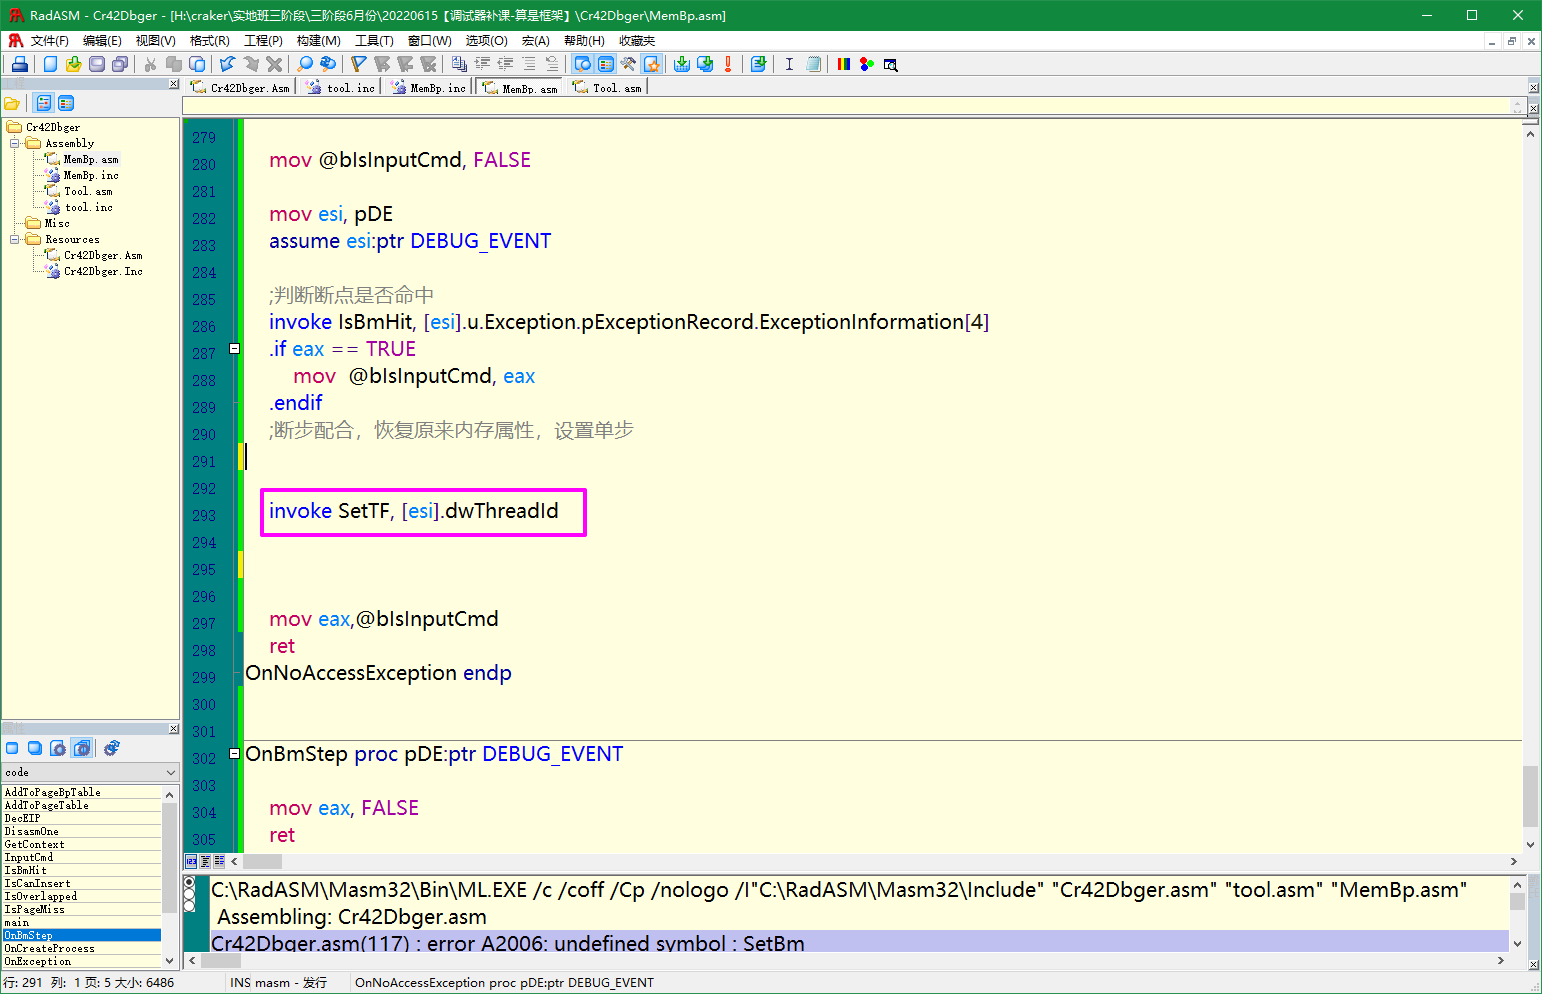 RadASM - Cr42Dbger - [H:\craker\实地班三阶段\三阶段6月份\20220615【调试器补课-算是框架】\Cr42Dbger\MemBp.asm]
文件(F) 编辑(E) 视图(V) 格式(R) 工程(P) 构建(M) 工具(T) 窗口(W) 选项(O) 宏(A) 帮助(H) 收藏夹
Cr42Dbger.Asm tool.inc MemBp.inc MemBp.asm Tool.asm
Cr42Dbger
Assembly
MemBp.asm
MemBp.inc
Tool.asm
tool.inc
Misc
Resources
Cr42Dbger.Asm
Cr42Dbger.Inc
code
AddToPageBpTable
AddToPageTable
DecEIP
DisasmOne
GetContext
InputCmd
IsBmHit
IsCanInsert
IsOverlapped
IsPageMiss
main
OnBmStep
OnCreateProcess
OnException
279
280 mov @bIsInputCmd, FALSE
281
282 mov esi, pDE
283 assume esi:ptr DEBUG_EVENT
284
285 ;判断断点是否命中
286 invoke IsBmHit, [esi].u.Exception.pExceptionRecord.ExceptionInformation[4]
287 .if eax == TRUE
288 mov  @bIsInputCmd, eax
289 .endif
290 ;断步配合，恢复原来内存属性，设置单步
291
292
293 invoke SetTF, [esi].dwThreadId
294
295
296
297 mov eax,@bIsInputCmd
298 ret
299 OnNoAccessException endp
300
301
302 OnBmStep proc pDE:ptr DEBUG_EVENT
303
304 mov eax, FALSE
305 ret
C:\RadASM\Masm32\Bin\ML.EXE /c /coff /Cp /nologo /I"C:\RadASM\Masm32\Include" "Cr42Dbger.asm" "tool.asm" "MemBp.asm"
Assembling: Cr42Dbger.asm
Cr42Dbger.asm(117) : error A2006: undefined symbol : SetBm
行: 291 列: 1 页: 5 大小: 6486 INS masm - 发行 OnNoAccessException proc pDE:ptr DEBUG_EVENT